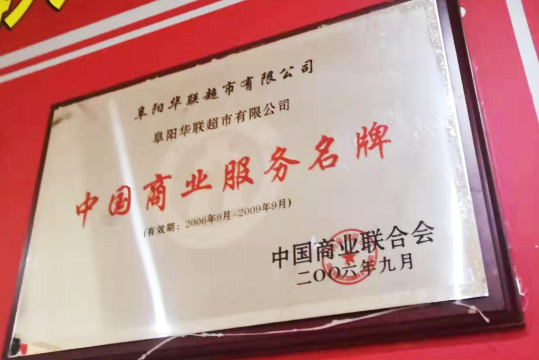 阜阳华联超市有限公司
阜阳华联超市有限公司
中国商业服务名牌
(有效期：2006年9月-2009年9月)
中国商业联合会
二〇〇六年九月